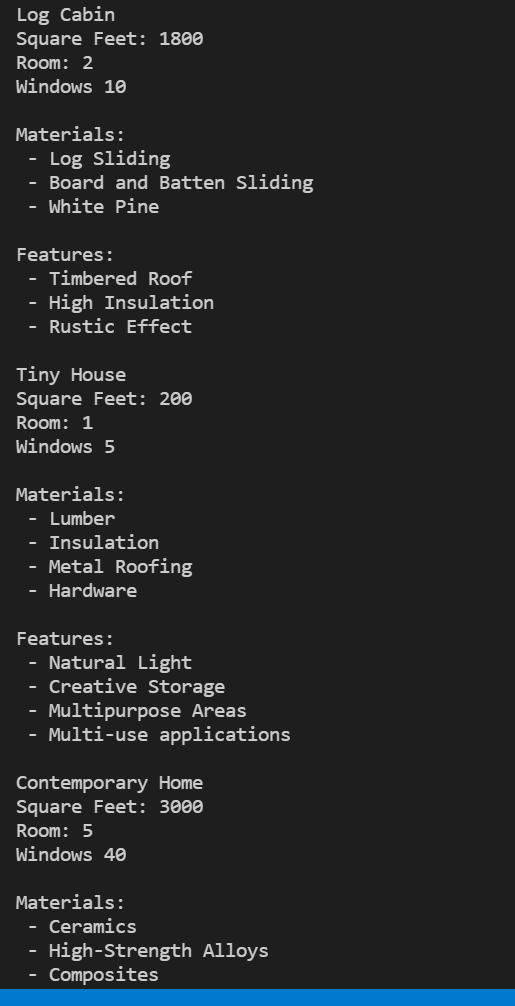 Log Cabin
Square Feet: 1800
Room: 2
Windows 10
Materials:
- Log Sliding
- Board and Batten Sliding
- White Pine
Features:
- Timbered Roof
- High Insulation
- Rustic Effect
Tiny House
Square Feet: 200
Room: 1
Windows 5
Materials:
- Lumber
- Insulation
- Metal Roofing
- Hardware
Features:
- Natural Light
- Creative Storage
- Multipurpose Areas
- Multi-use applications
Contemporary Home
Square Feet: 3000
Room: 5
Windows 40
Materials:
- Ceramics
- High-Strength Alloys
- Composites